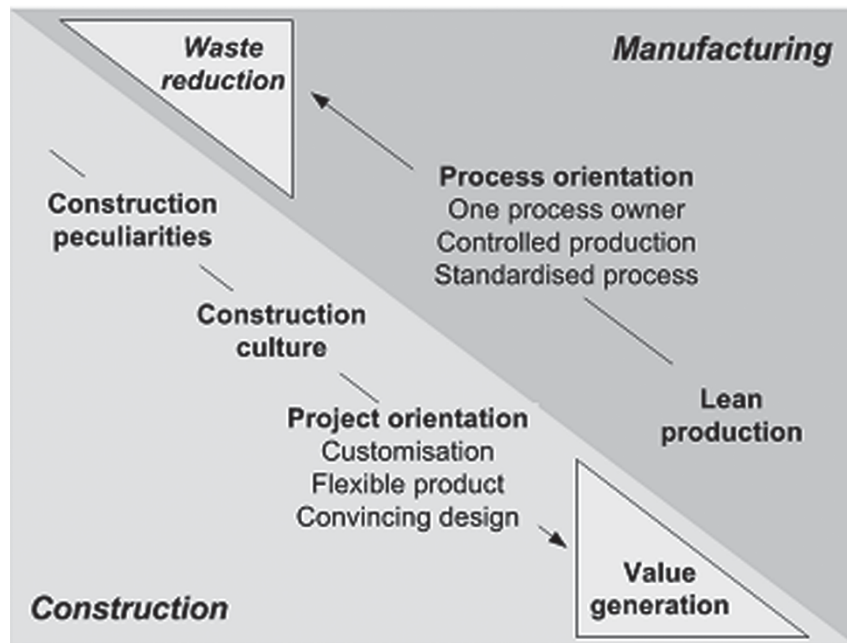 Waste
reduction
Manufacturing
Process orientation
One process owner
Controlled production
Standardised process
Construction
peculiarities
Construction
culture
Lean
production
Project orientation
Customisation
Flexible product
Convincing design
Value
generation
Construction